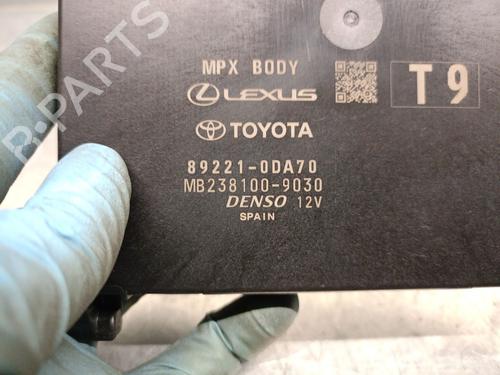 MPX BODY
T9
LEXUS
TOYOTA
89221-0DA70
MB238100-9030
DENSO 12V
SPAIN
B-PARTS